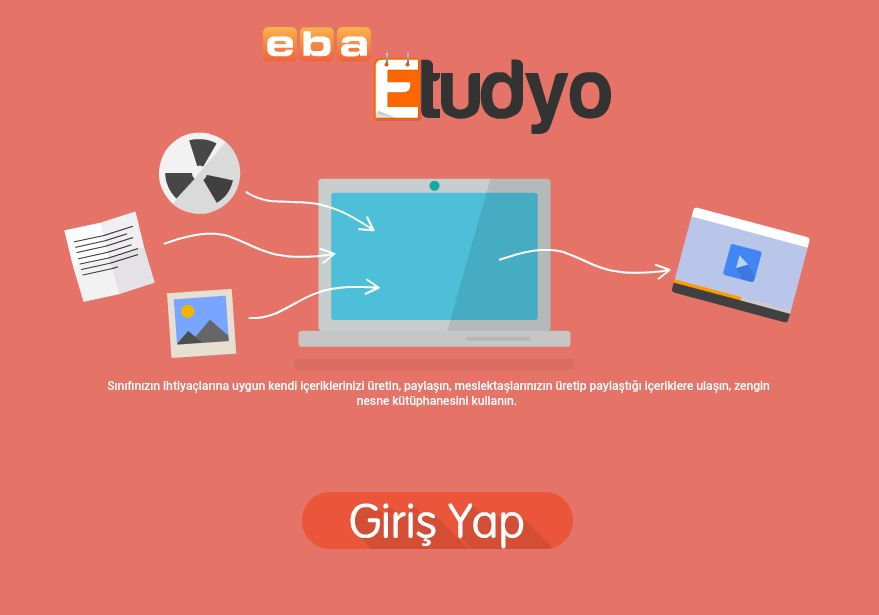 eba
Etudyo
Sınıfınızın ihtiyaçlarına uygun kendi içeriklerinizi üretin, paylaşın, meslektaşlarınızın üretip paylaştığı içeriklere ulaşın, zengin
nesne kütüphanesini kullanın.
Giriş Yap